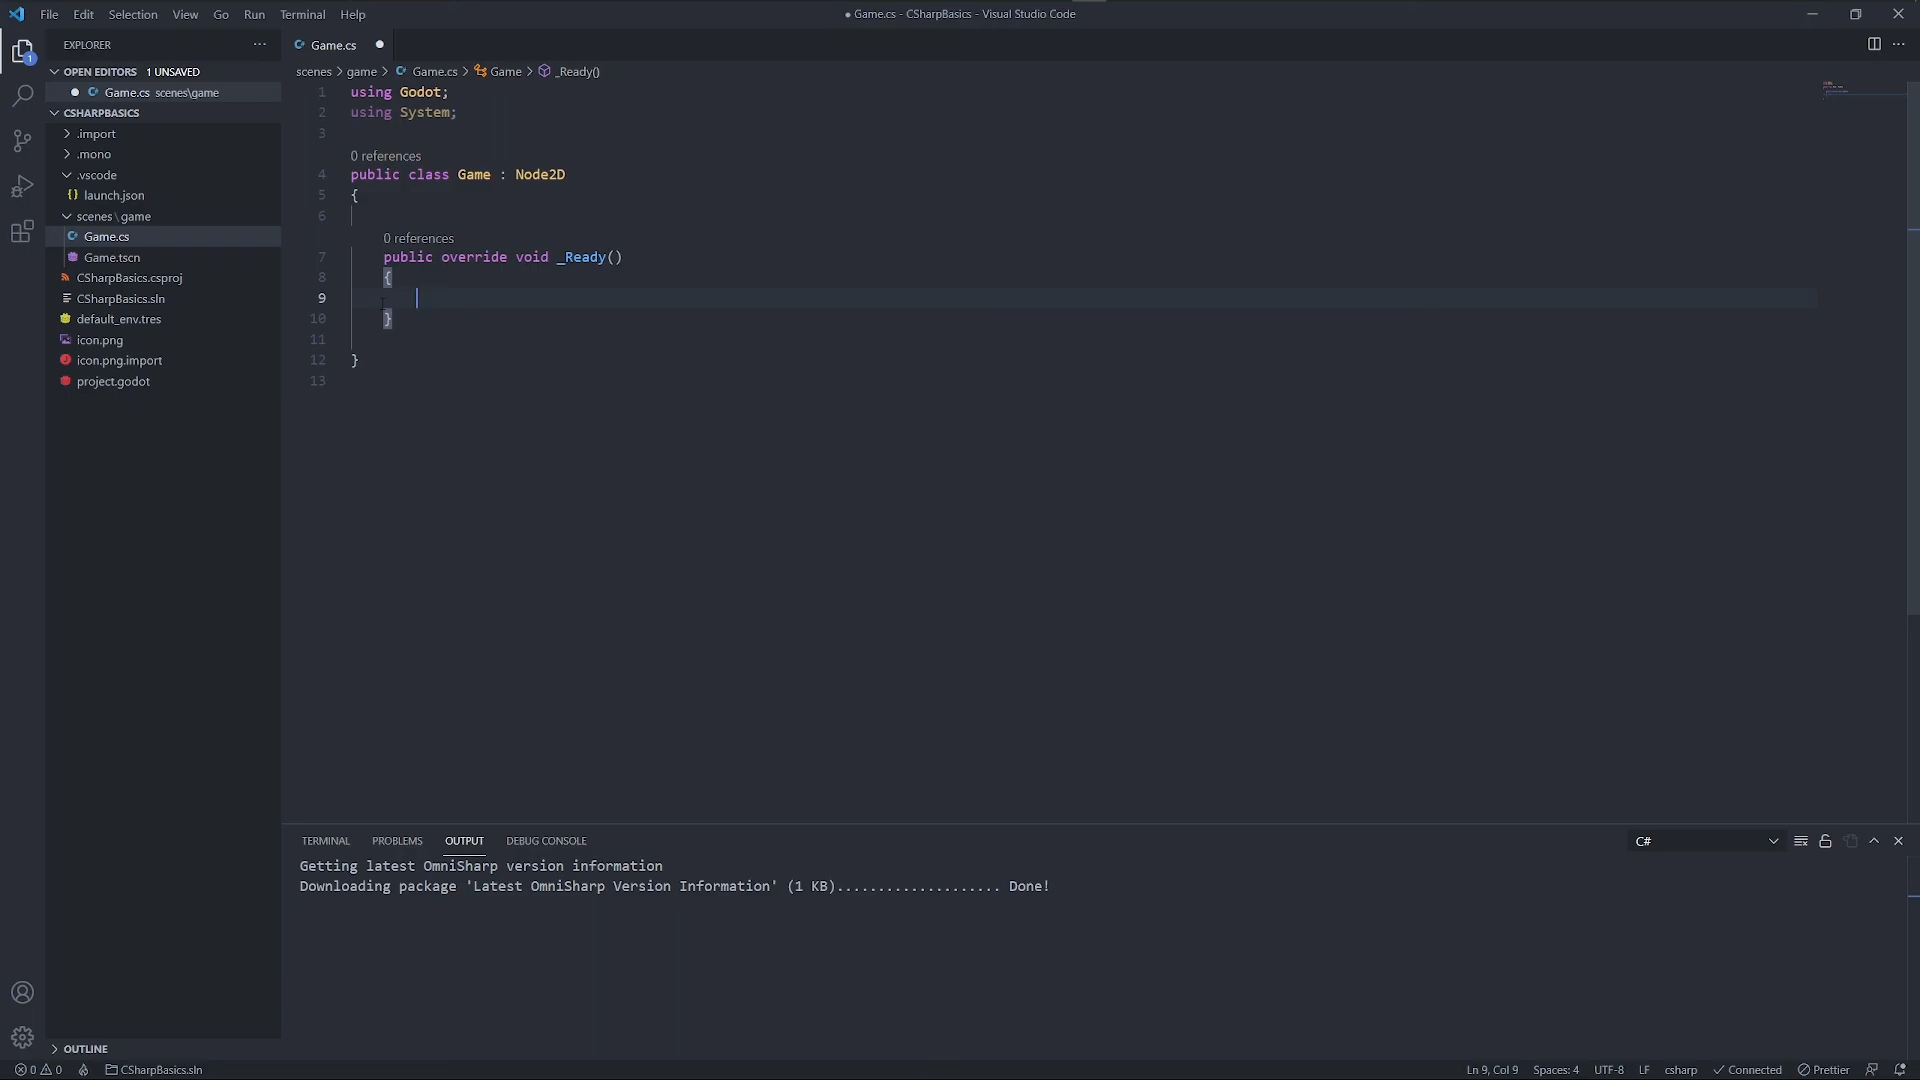 File Edit Selection View Go Run Terminal Help
● Game.cs - CSharpBasics - Visual Studio Code
EXPLORER
OPEN EDITORS 1 UNSAVED
Game.cs scenes\game
CSHARPBASICS
.import
.mono
.vscode
launch.json
scenes\game
Game.cs
Game.tscn
CSharpBasics.csproj
CSharpBasics.sln
default_env.tres
icon.png
icon.png.import
project.godot
OUTLINE
Game.cs
scenes > game > Game.cs > Game > _Ready()
1 using Godot;
2 using System;
3
0 references
4 public class Game : Node2D
5 {
6
0 references
7 public override void _Ready()
8 {
9
10 }
11
12 }
13
TERMINAL PROBLEMS OUTPUT DEBUG CONSOLE
C#
Getting latest OmniSharp version information
Downloading package 'Latest OmniSharp Version Information' (1 KB).................... Done!
1
0 0 CSharpBasics.sln
Ln 9, Col 9 Spaces: 4 UTF-8 LF csharp Connected Prettier